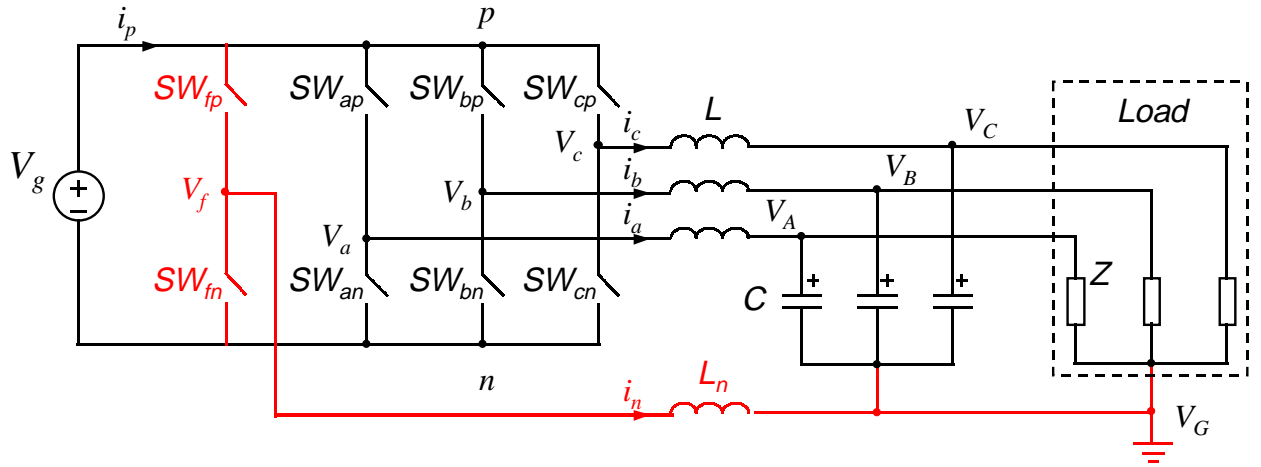 i_p
p
SW_fp
SW_ap
SW_bp
SW_cp
L
Load
V_g
V_f
V_a
V_b
V_c
i_c
i_b
i_a
V_C
V_B
V_A
SW_fn
SW_an
SW_bn
SW_cn
C
+
+
+
Z
+
−
n
i_n
L_n
V_G